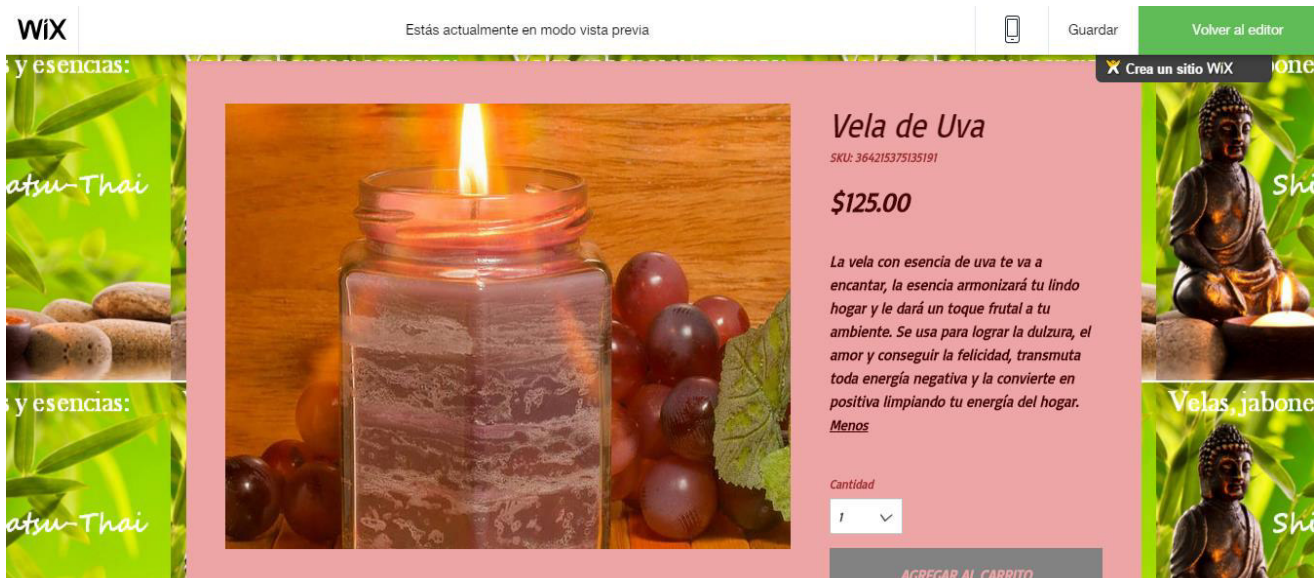 WiX
Estás actualmente en modo vista previa
Guardar
Volver al editor
Crea un sitio WiX
y esencias:
Vela de Uva
SKU: 364215375135191
$125.00
La vela con esencia de uva te va a
encantar, la esencia armonizará tu lindo
hogar y le dará un toque frutal a tu
ambiente. Se usa para lograr la dulzura, el
amor y conseguir la felicidad, transmuta
toda energía negativa y la convierte en
positiva limpiando tu energía del hogar.
Menos
Cantidad
1
AGREGAR AL CARRITO
atsu-Thai
Shi
y esencias:
Velas, jabone
atsu-Thai
Shi